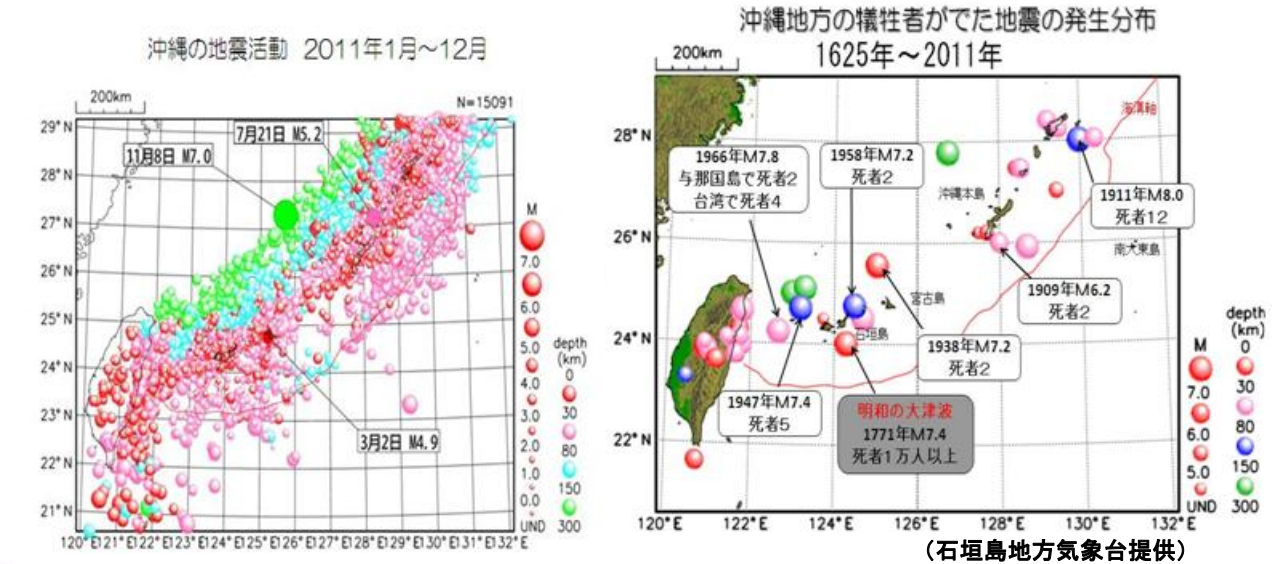 沖縄の地震活動 2011年1月～12月
200km
N=15091
7月21日 M5.2
11月8日 M7.0
3月2日 M4.9
29°N
28°N
27°N
26°N
25°N
24°N
23°N
22°N
21°N
120°E121°E122°E123°E124°E125°E126°E127°E128°E129°E130°E131°E132°E
M
7.0
6.0
5.0
4.0
3.0
2.0
1.0
0.0
UND
depth
(km)
0
30
80
150
300
沖縄地方の犠牲者がでた地震の発生分布
1625年～2011年
200km
海溝軸
1966年M7.8
与那国島で死者2
台湾で死者4
1958年M7.2
死者2
沖縄本島
1911年M8.0
死者12
南大東島
1909年M6.2
死者2
宮古島
石垣島
1938年M7.2
死者2
1947年M7.4
死者5
明和の大津波
1771年M7.4
死者1万人以上
28°N
26°N
24°N
22°N
120°E
122°E
124°E
126°E
128°E
130°E
132°E
M
7.0
6.0
5.0
UND
depth
(km)
0
30
80
150
300
（石垣島地方気象台提供）